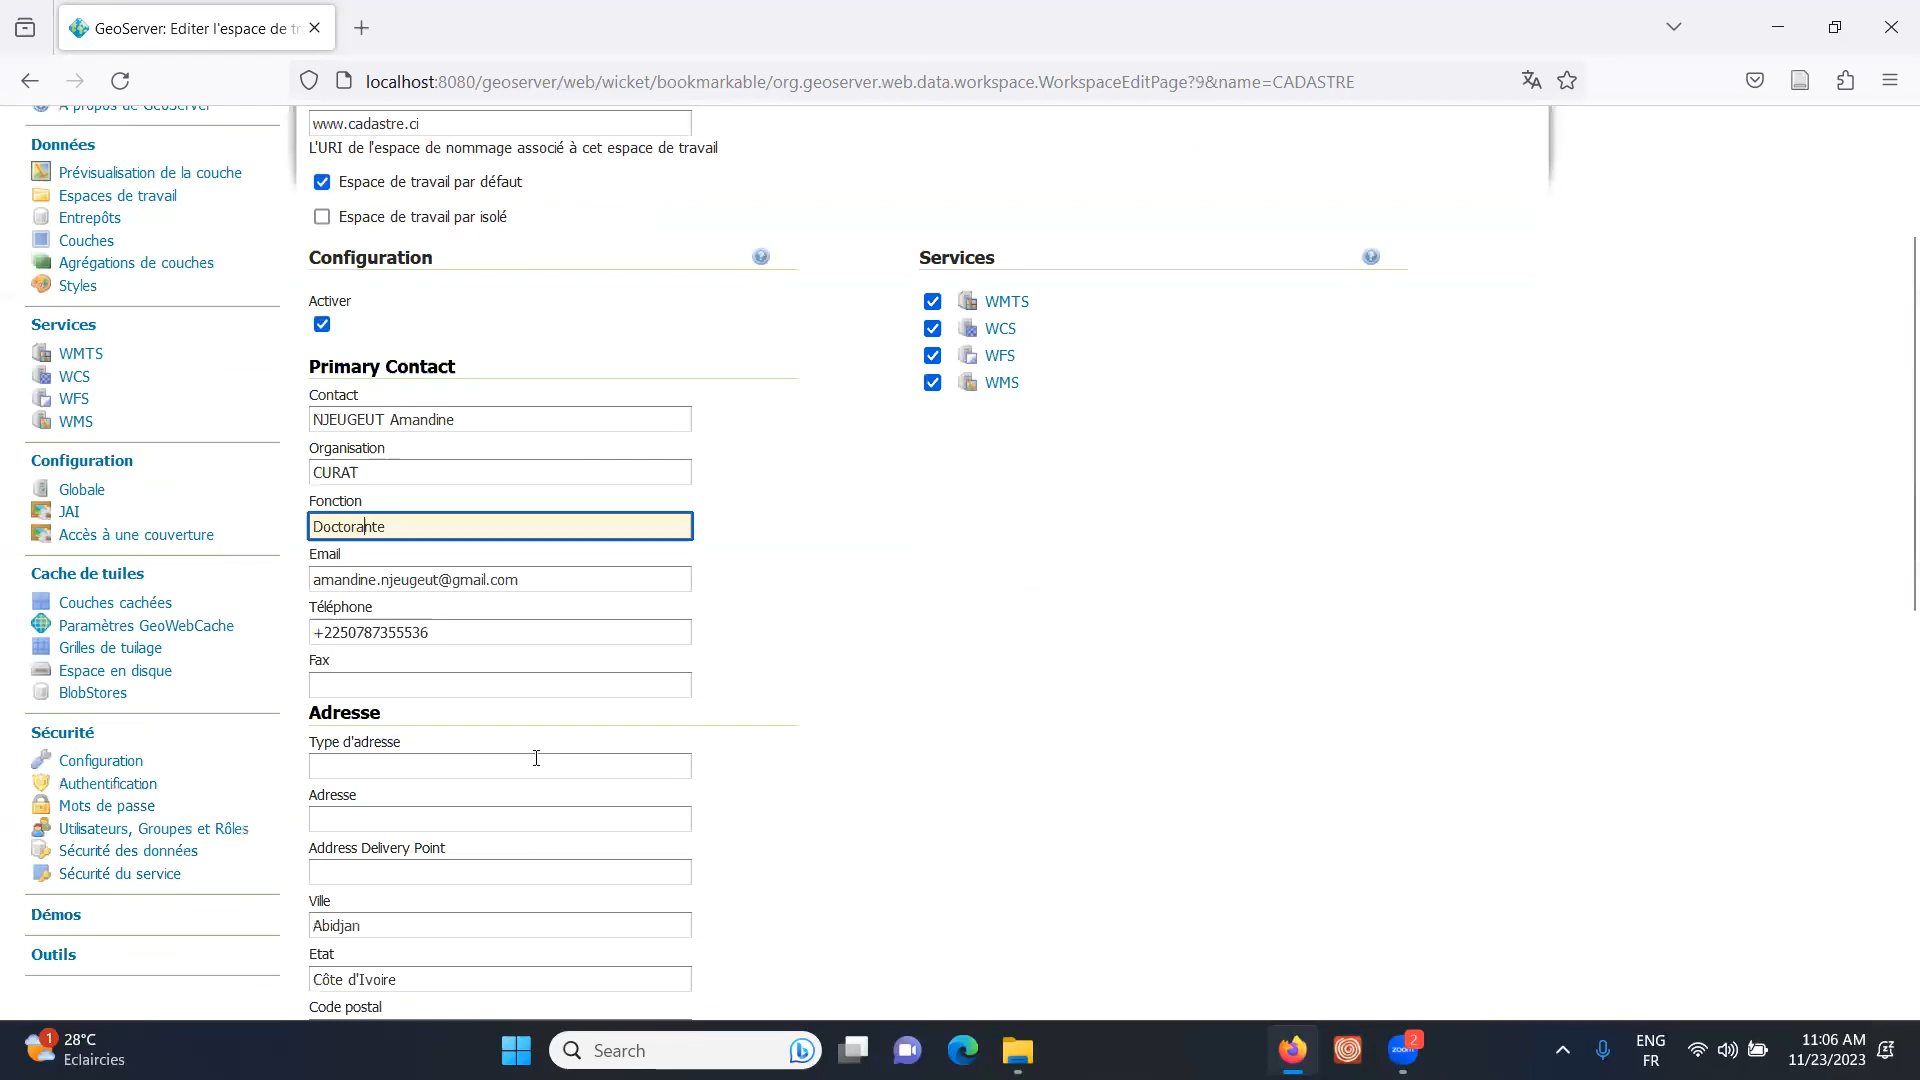 GeoServer: Editer l'espace de tr
localhost:8080/geoserver/web/wicket/bookmarkable/org.geoserver.web.data.workspace.WorkspaceEditPage?9&name=CADASTRE
A propos de GeoServer
Données
Prévisualisation de la couche
Espaces de travail
Entrepôts
Couches
Agrégations de couches
Styles
Services
WMTS
WCS
WFS
WMS
Configuration
Globale
JAI
Accès à une couverture
Cache de tuiles
Couches cachées
Paramètres GeoWebCache
Grilles de tuilage
Espace en disque
BlobStores
Sécurité
Configuration
Authentification
Mots de passe
Utilisateurs, Groupes et Rôles
Sécurité des données
Sécurité du service
Démos
Outils
www.cadastre.ci
L'URI de l'espace de nommage associé à cet espace de travail
Espace de travail par défaut
Espace de travail par isolé
Configuration
Activer
Primary Contact
Contact
NJEUGEUT Amandine
Organisation
CURAT
Fonction
Doctorante
Email
amandine.njeugeut@gmail.com
Téléphone
+2250787355536
Fax
Adresse
Type d'adresse
Adresse
Address Delivery Point
Ville
Abidjan
Etat
Côte d'Ivoire
Code postal
Services
WMTS
WCS
WFS
WMS
1
28°C
Eclaircies
Search
zoom
2
ENG
FR
11:06 AM
11/23/2023